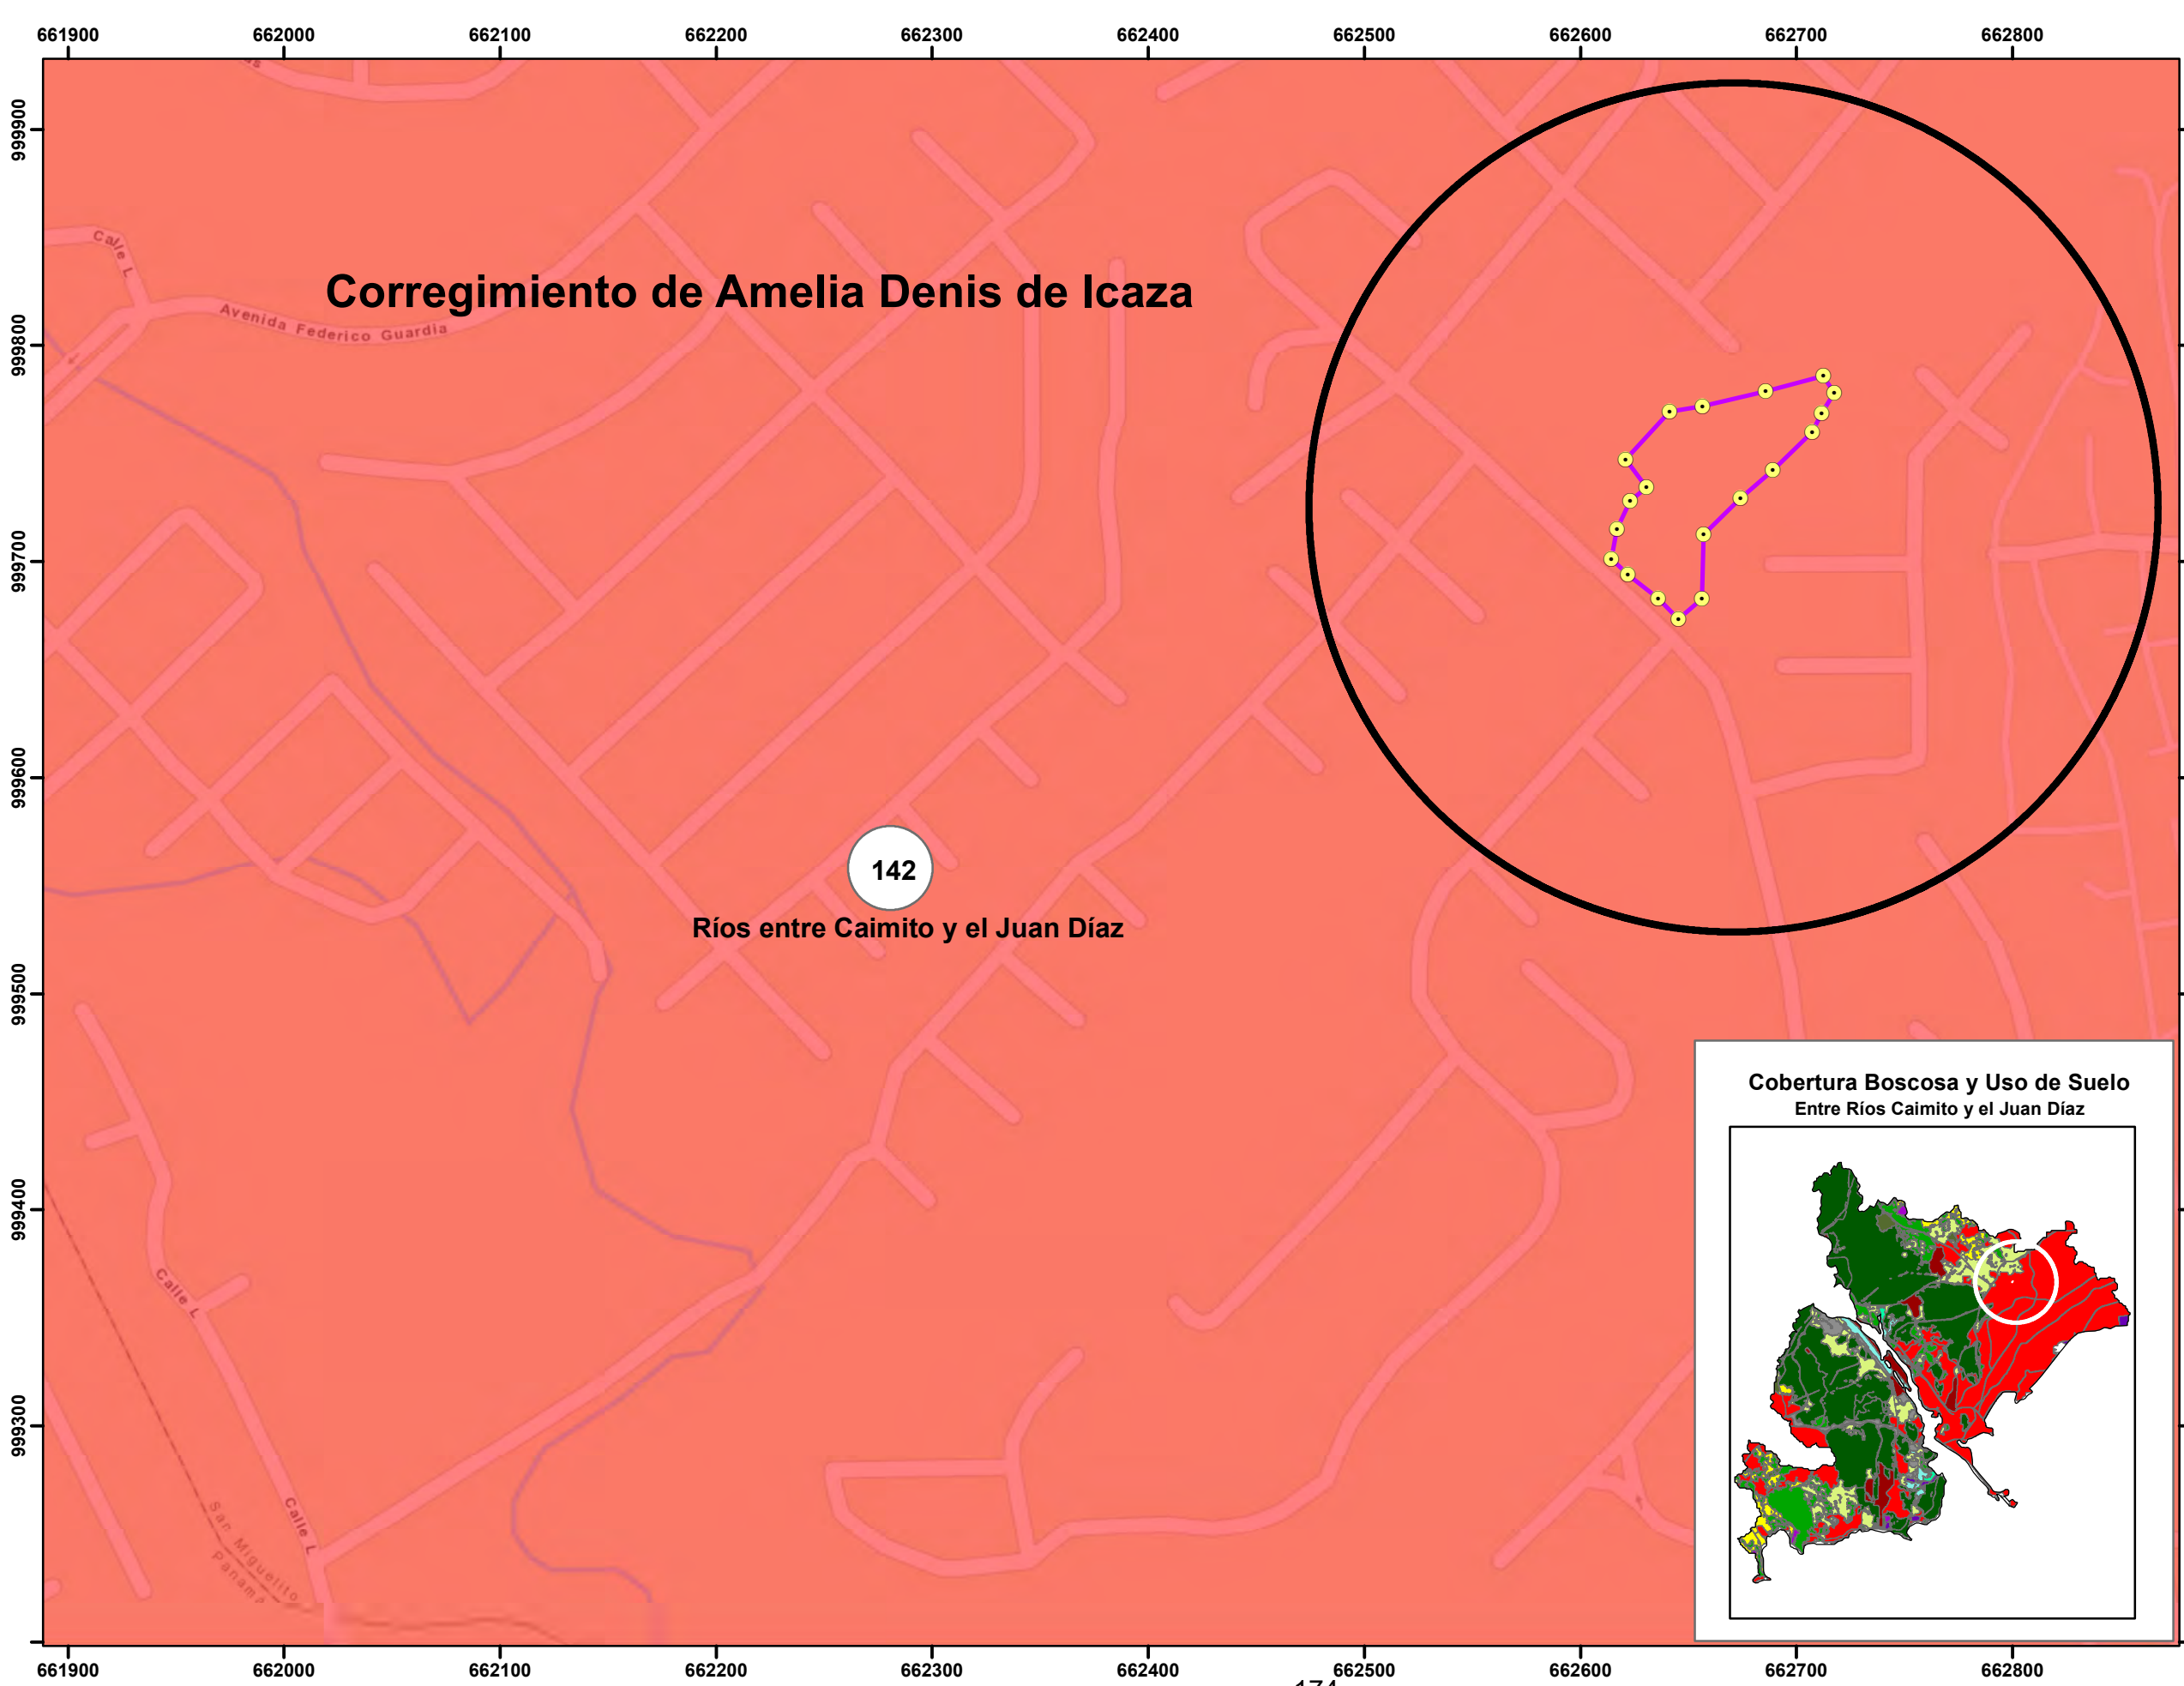 661900 662000 662100 662200 662300 662400 662500 662600 662700 662800
999900
999800
999700
999600
999500
999400
999300
Calle L
Avenida Federico Guardia
Corregimiento de Amelia Denis de Icaza
142
Ríos entre Caimito y el Juan Díaz
Calle L
Calle L
San Miguelito
Panamá
Cobertura Boscosa y Uso de Suelo
Entre Ríos Caimito y el Juan Díaz
661900 662000 662100 662200 662300 662400 662500 662600 662700 662800
174